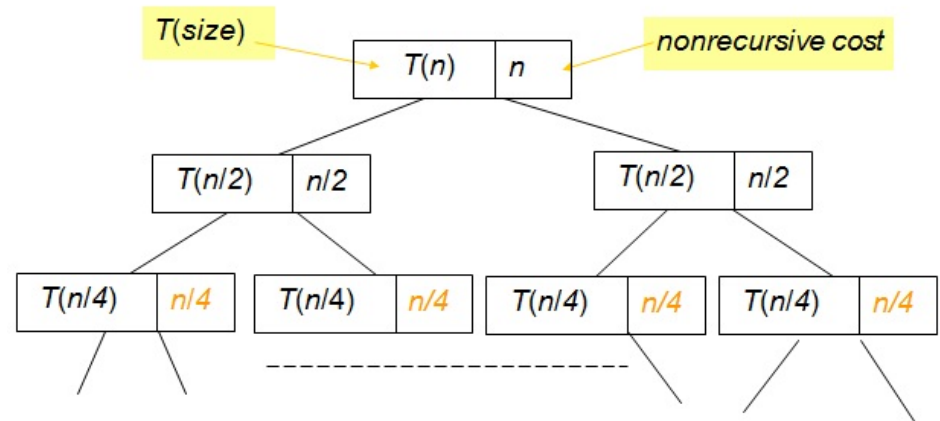 T(size)
nonrecursive cost
T(n) n
T(n/2) n/2
T(n/2) n/2
T(n/4) n/4
T(n/4) n/4
T(n/4) n/4
T(n/4) n/4